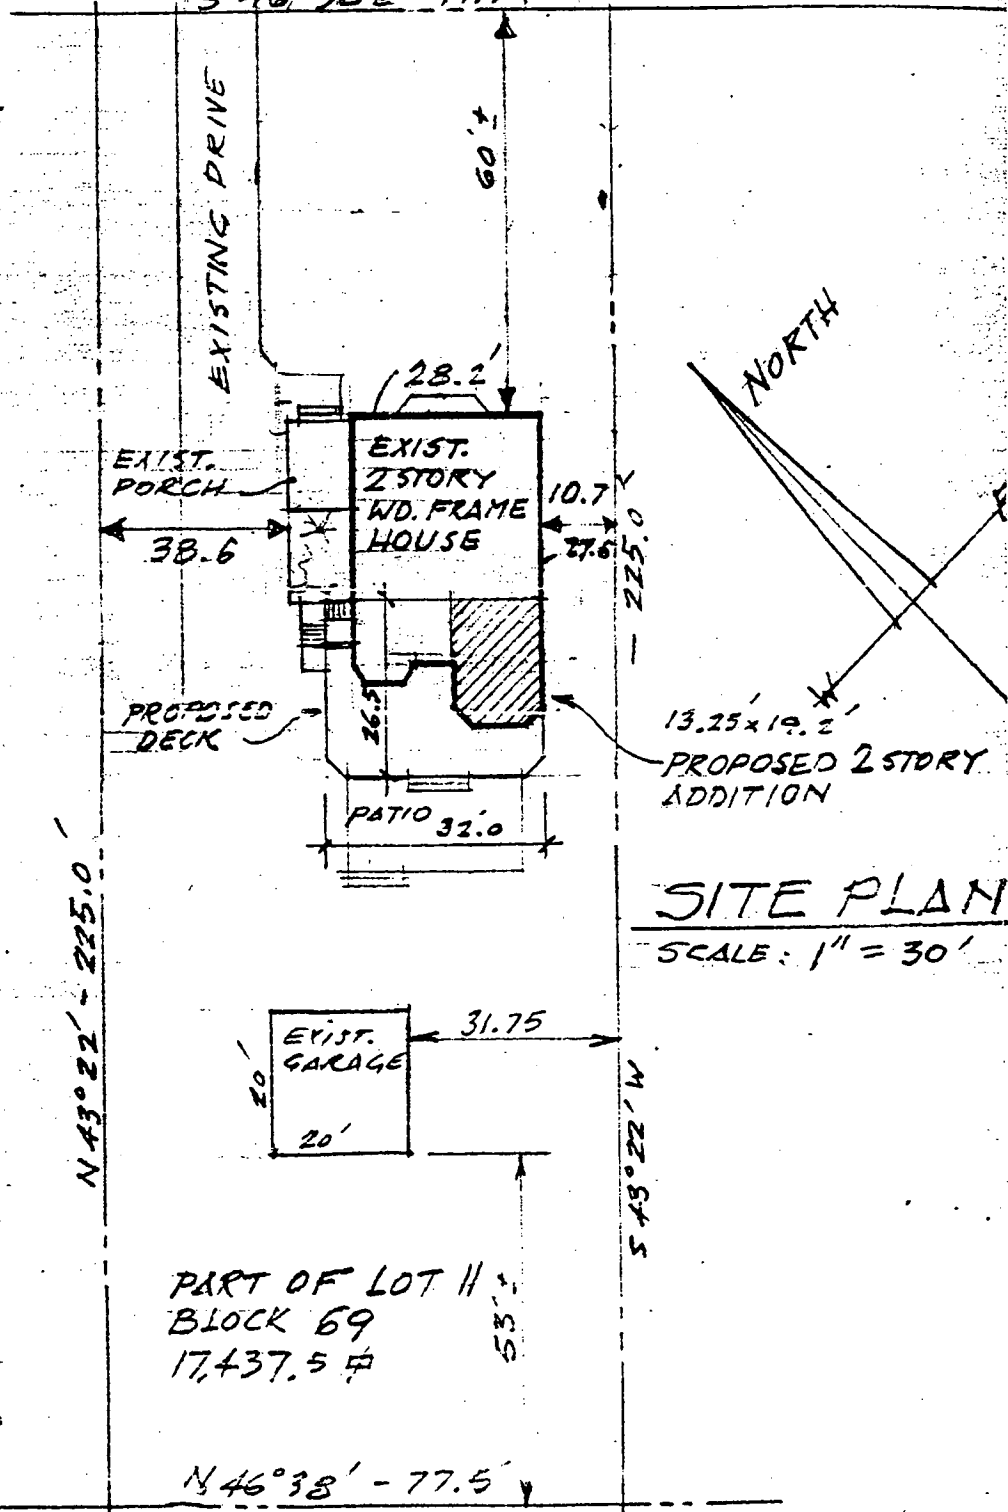 EXISTING DRIVE
60'±
NORTH
28.2'
EXIST.
2 STORY
WD. FRAME
HOUSE
EXIST.
PORCH
38.6
10.7
27.6
225.0'
PROPOSED
DECK
26.5
W
13.25'x19.2'
PROPOSED 2 STORY
ADDITION
PATIO
32.0
SITE PLAN
SCALE: 1" = 30'
N 43°22' - 225.0'
EXIST.
GARAGE
20'
20'
31.75
S 43°22' W
PART OF LOT 11
BLOCK 69
17,437.5
53'±
N 46°38' - 77.5'